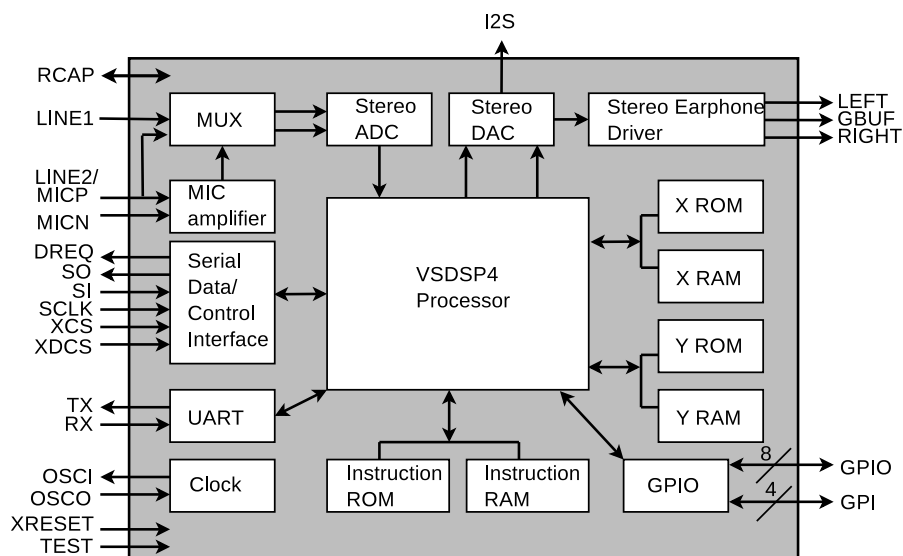 I2S
RCAP
LINE1
LINE2/
MICP
MICN
DREQ
SO
SI
SCLK
XCS
XDCS
TX
RX
OSCI
OSCO
XRESET
TEST
MUX
Stereo
ADC
Stereo
DAC
Stereo Earphone
Driver
LEFT
GBUF
RIGHT
MIC
amplifier
Serial
Data/
Control
Interface
VSDSP4
Processor
X ROM
X RAM
Y ROM
Y RAM
UART
Clock
Instruction
ROM
Instruction
RAM
GPIO
8
GPIO
4
GPI